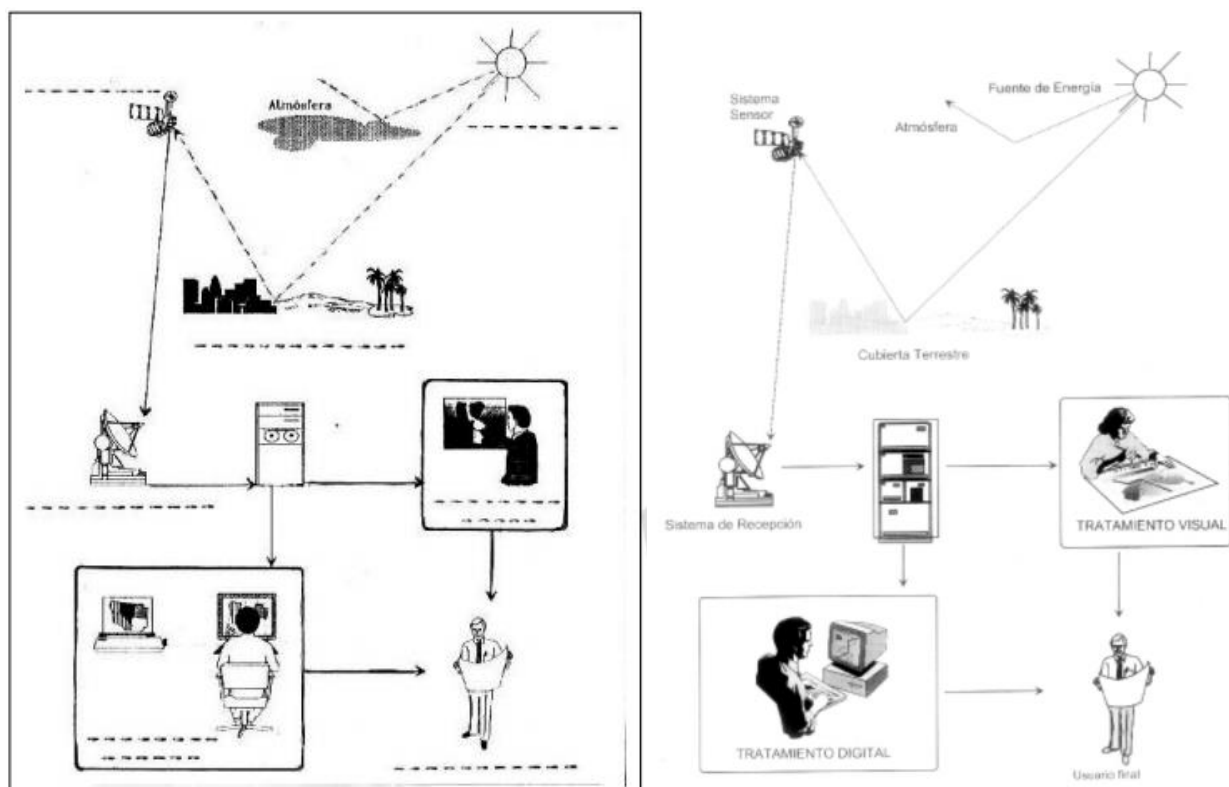 Atmósfera
Fuente de Energía
Sistema
Sensor
Atmósfera
Cubierta Terrestre
Sistema de Recepción
TRATAMIENTO VISUAL
TRATAMIENTO DIGITAL
Usuario final